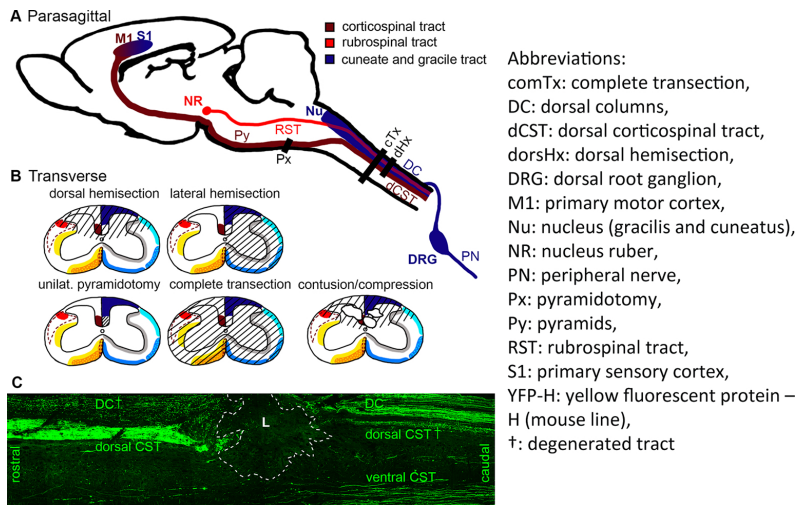 A Parasagittal
corticospinal tract
rubrospinal tract
cuneate and gracile tract
M1 S1
NR
Nu
Py
RST
Px
cTx
dHx
DC
dCST
DRG
PN
B Transverse
dorsal hemisection
lateral hemisection
unilat. pyramidotomy
complete transection
contusion/compression
C
DC†
L
DC
dorsal CST
dorsal CST †
ventral CST
rostral
caudal
Abbreviations:
comTx: complete transection,
DC: dorsal columns,
dCST: dorsal corticospinal tract,
dorsHx: dorsal hemisection,
DRG: dorsal root ganglion,
M1: primary motor cortex,
Nu: nucleus (gracilis and cuneatus),
NR: nucleus ruber,
PN: peripheral nerve,
Px: pyramidotomy,
Py: pyramids,
RST: rubrospinal tract,
S1: primary sensory cortex,
YFP-H: yellow fluorescent protein –
H (mouse line),
†: degenerated tract